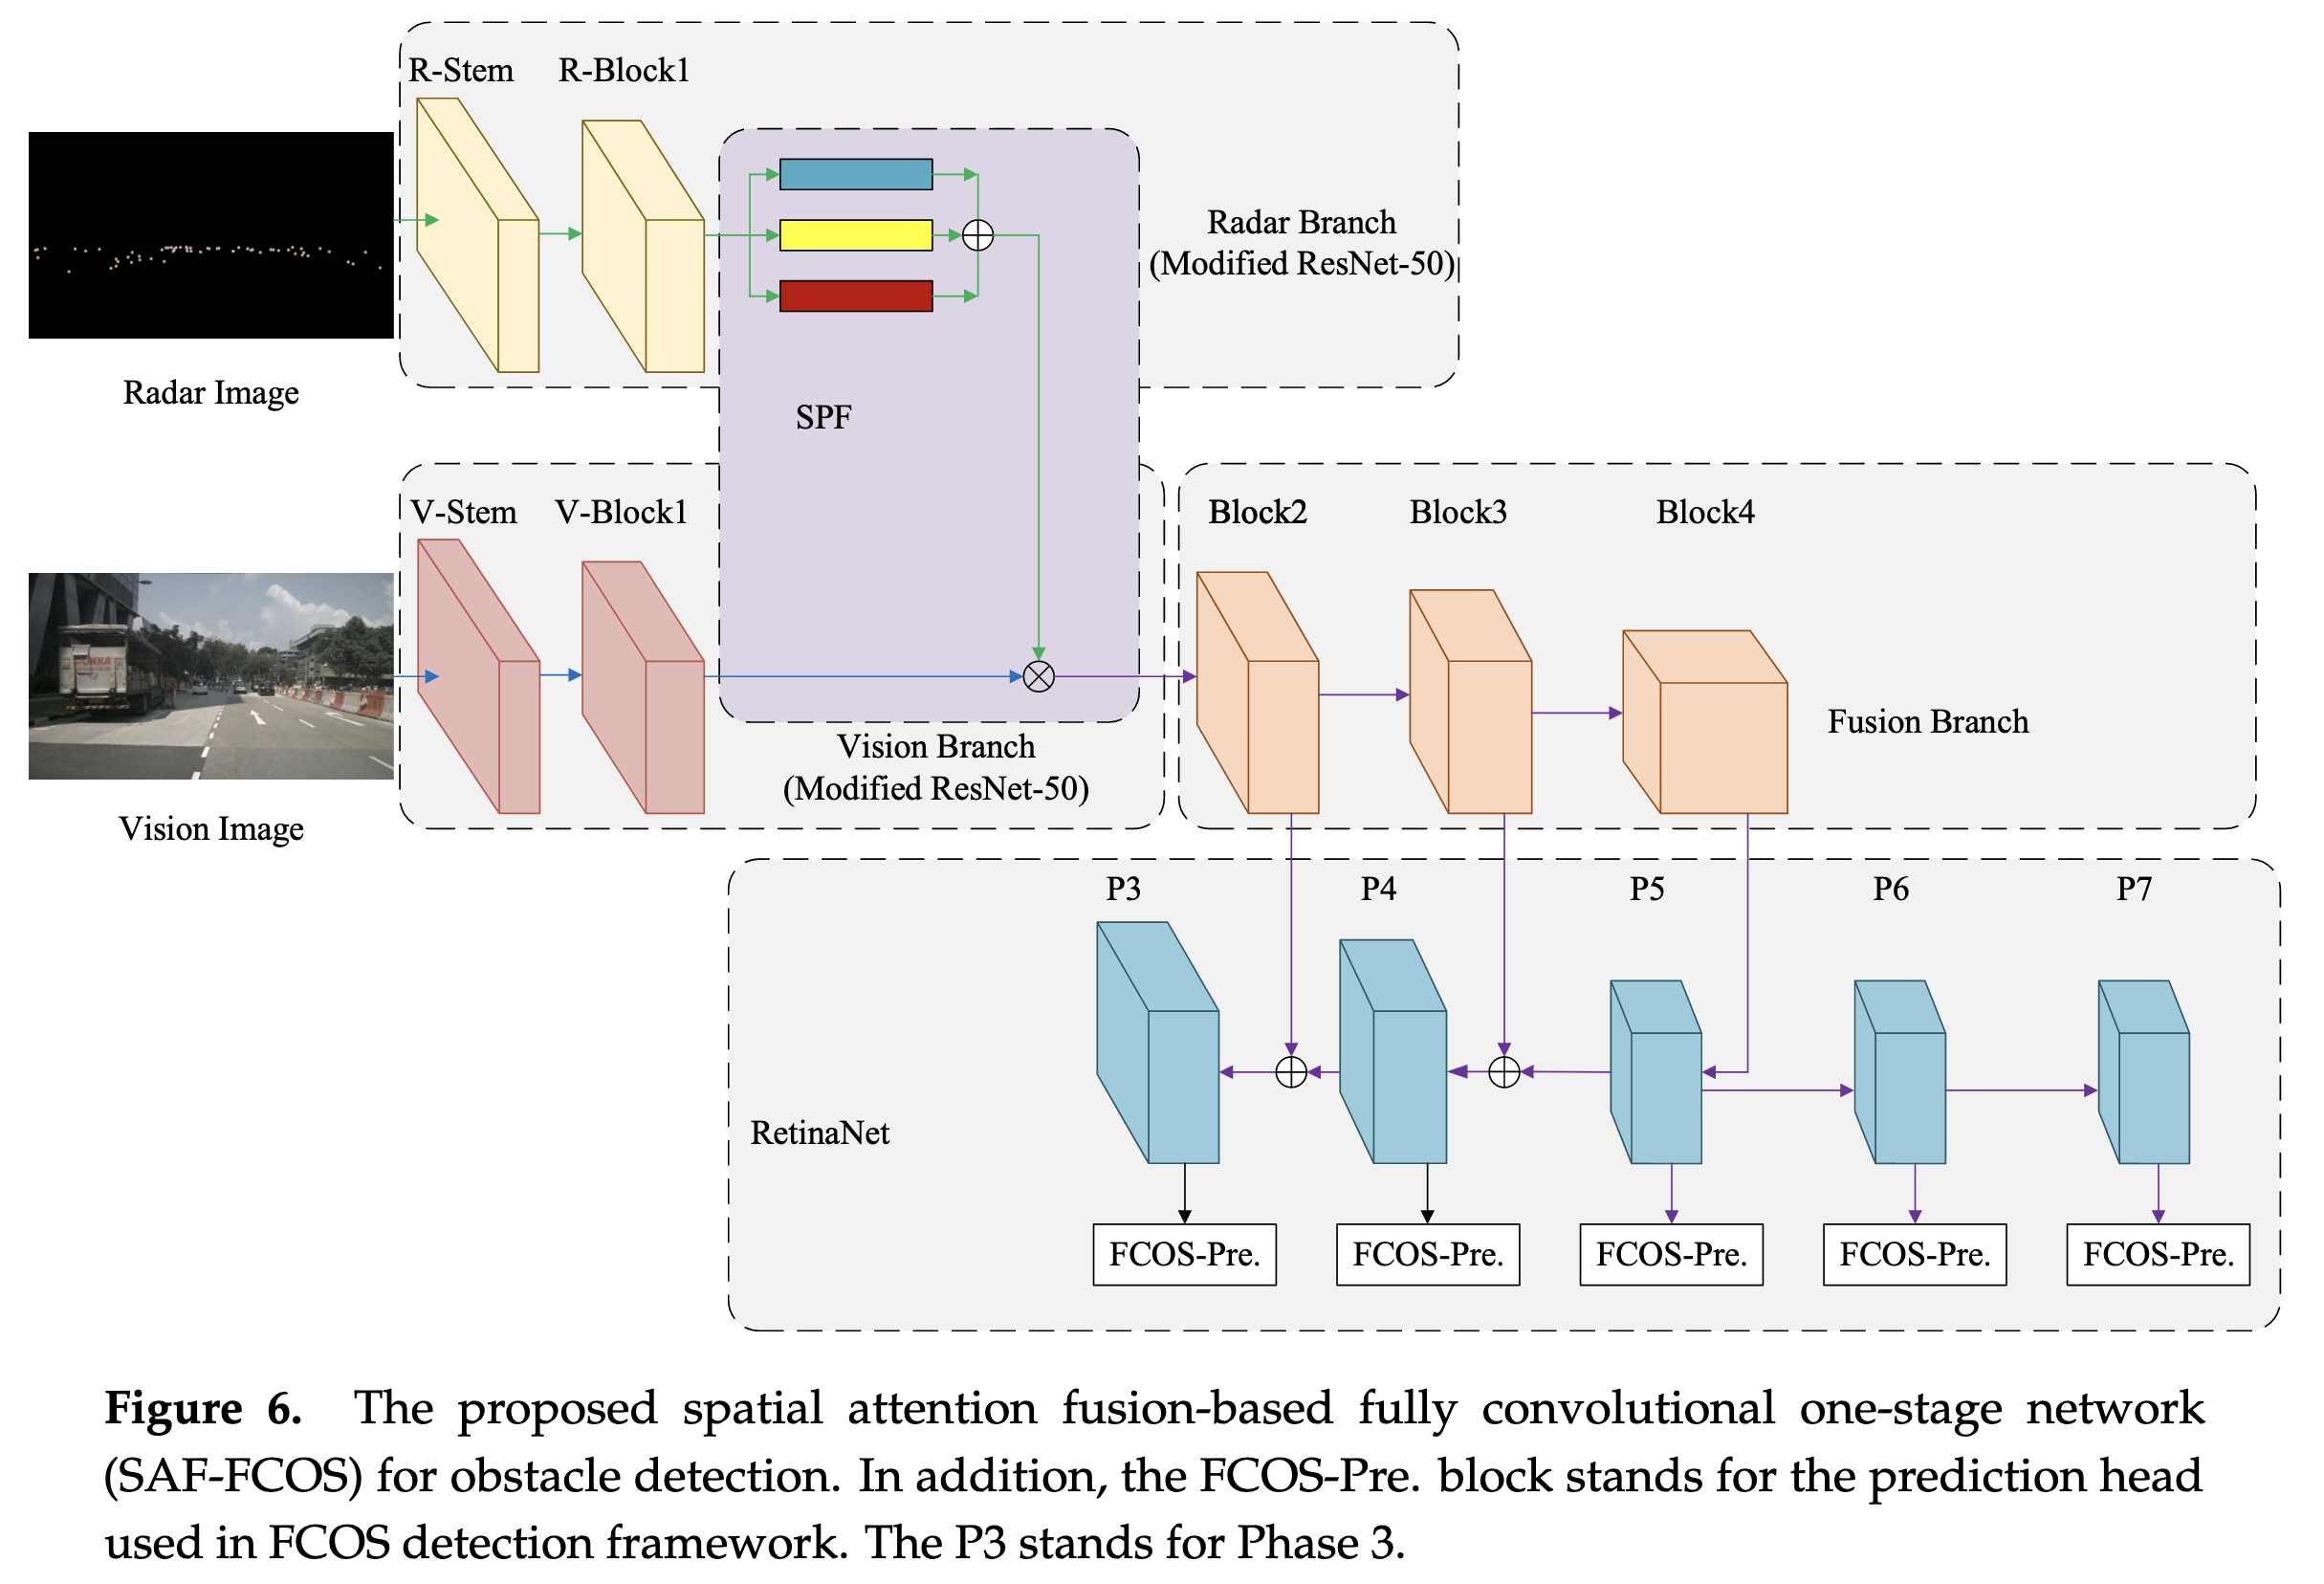 R-Stem
R-Block1
Radar Branch
(Modified ResNet-50)
Radar Image
SPF
V-Stem
V-Block1
Block2
Block3
Block4
Fusion Branch
Vision Branch
(Modified ResNet-50)
Vision Image
P3
P4
P5
P6
P7
RetinaNet
FCOS-Pre.
FCOS-Pre.
FCOS-Pre.
FCOS-Pre.
FCOS-Pre.
Figure 6. The proposed spatial attention fusion-based fully convolutional one-stage network
(SAF-FCOS) for obstacle detection. In addition, the FCOS-Pre. block stands for the prediction head
used in FCOS detection framework. The P3 stands for Phase 3.